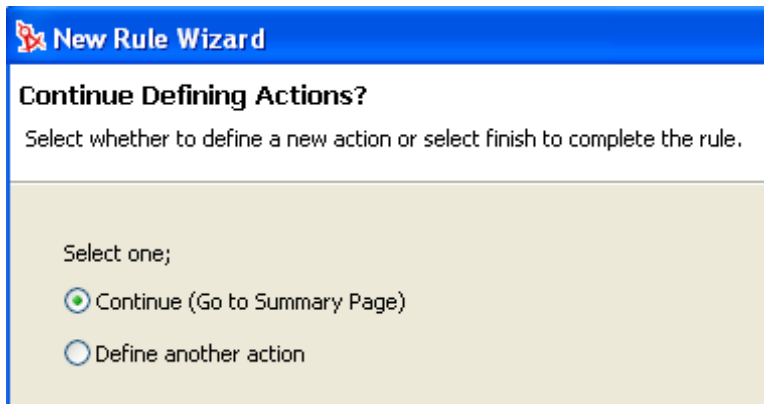 New Rule Wizard
Continue Defining Actions?
Select whether to define a new action or select finish to complete the rule.
Select one;
Continue (Go to Summary Page)
Define another action